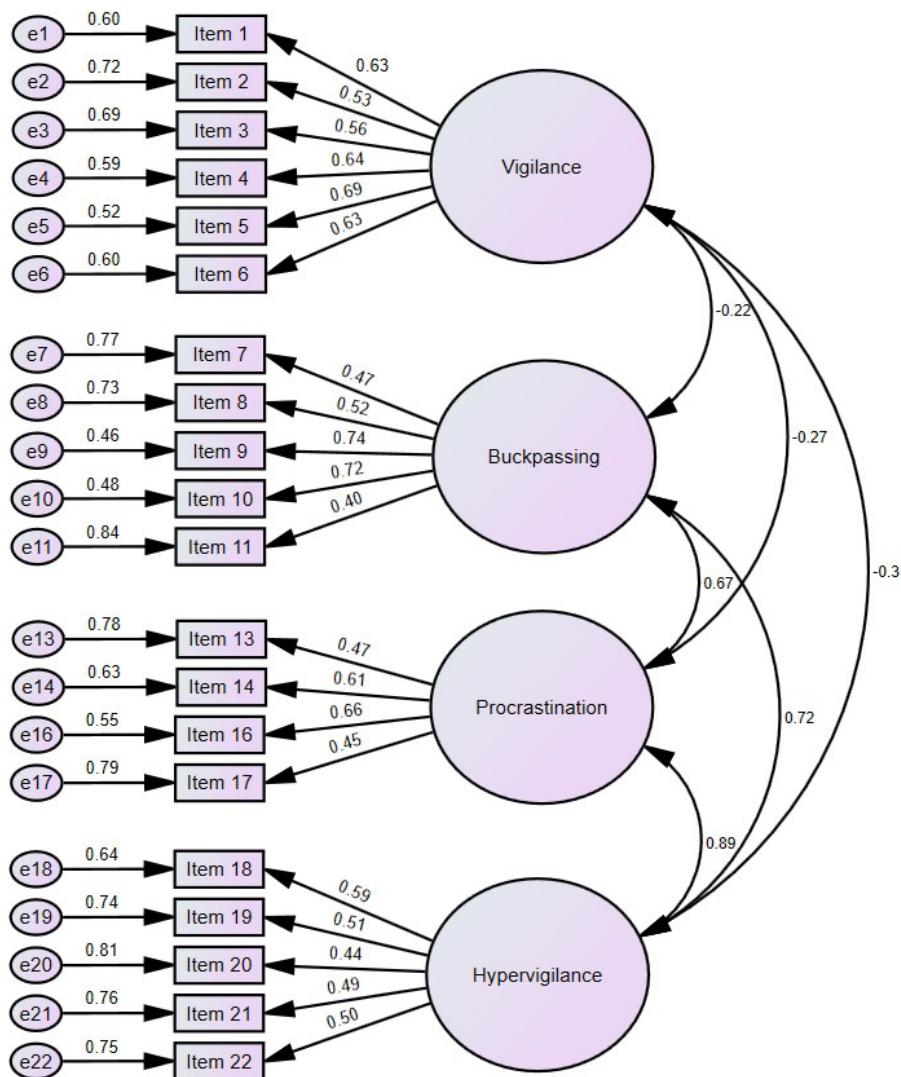 e1 0.60 Item 1 0.63
e2 0.72 Item 2 0.53
e3 0.69 Item 3 0.56
e4 0.59 Item 4 0.64
e5 0.52 Item 5 0.69
e6 0.60 Item 6 0.63
Vigilance
-0.22
e7 0.77 Item 7 0.47
e8 0.73 Item 8 0.52
e9 0.46 Item 9 0.74
e10 0.48 Item 10 0.72
e11 0.84 Item 11 0.40
Buckpassing
-0.27
-0.3
0.67
e13 0.78 Item 13 0.47
e14 0.63 Item 14 0.61
e16 0.55 Item 16 0.66
e17 0.79 Item 17 0.45
Procrastination
0.72
0.89
e18 0.64 Item 18 0.59
e19 0.74 Item 19 0.51
e20 0.81 Item 20 0.44
e21 0.76 Item 21 0.49
e22 0.75 Item 22 0.50
Hypervigilance